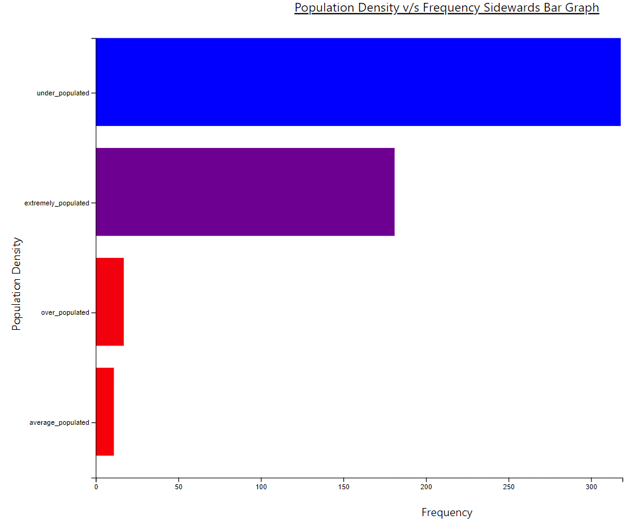 Population Density v/s Frequency Sidewards Bar Graph
under_populated
extremely_populated
over_populated
average_populated
Population Density
0 50 100 150 200 250 300
Frequency